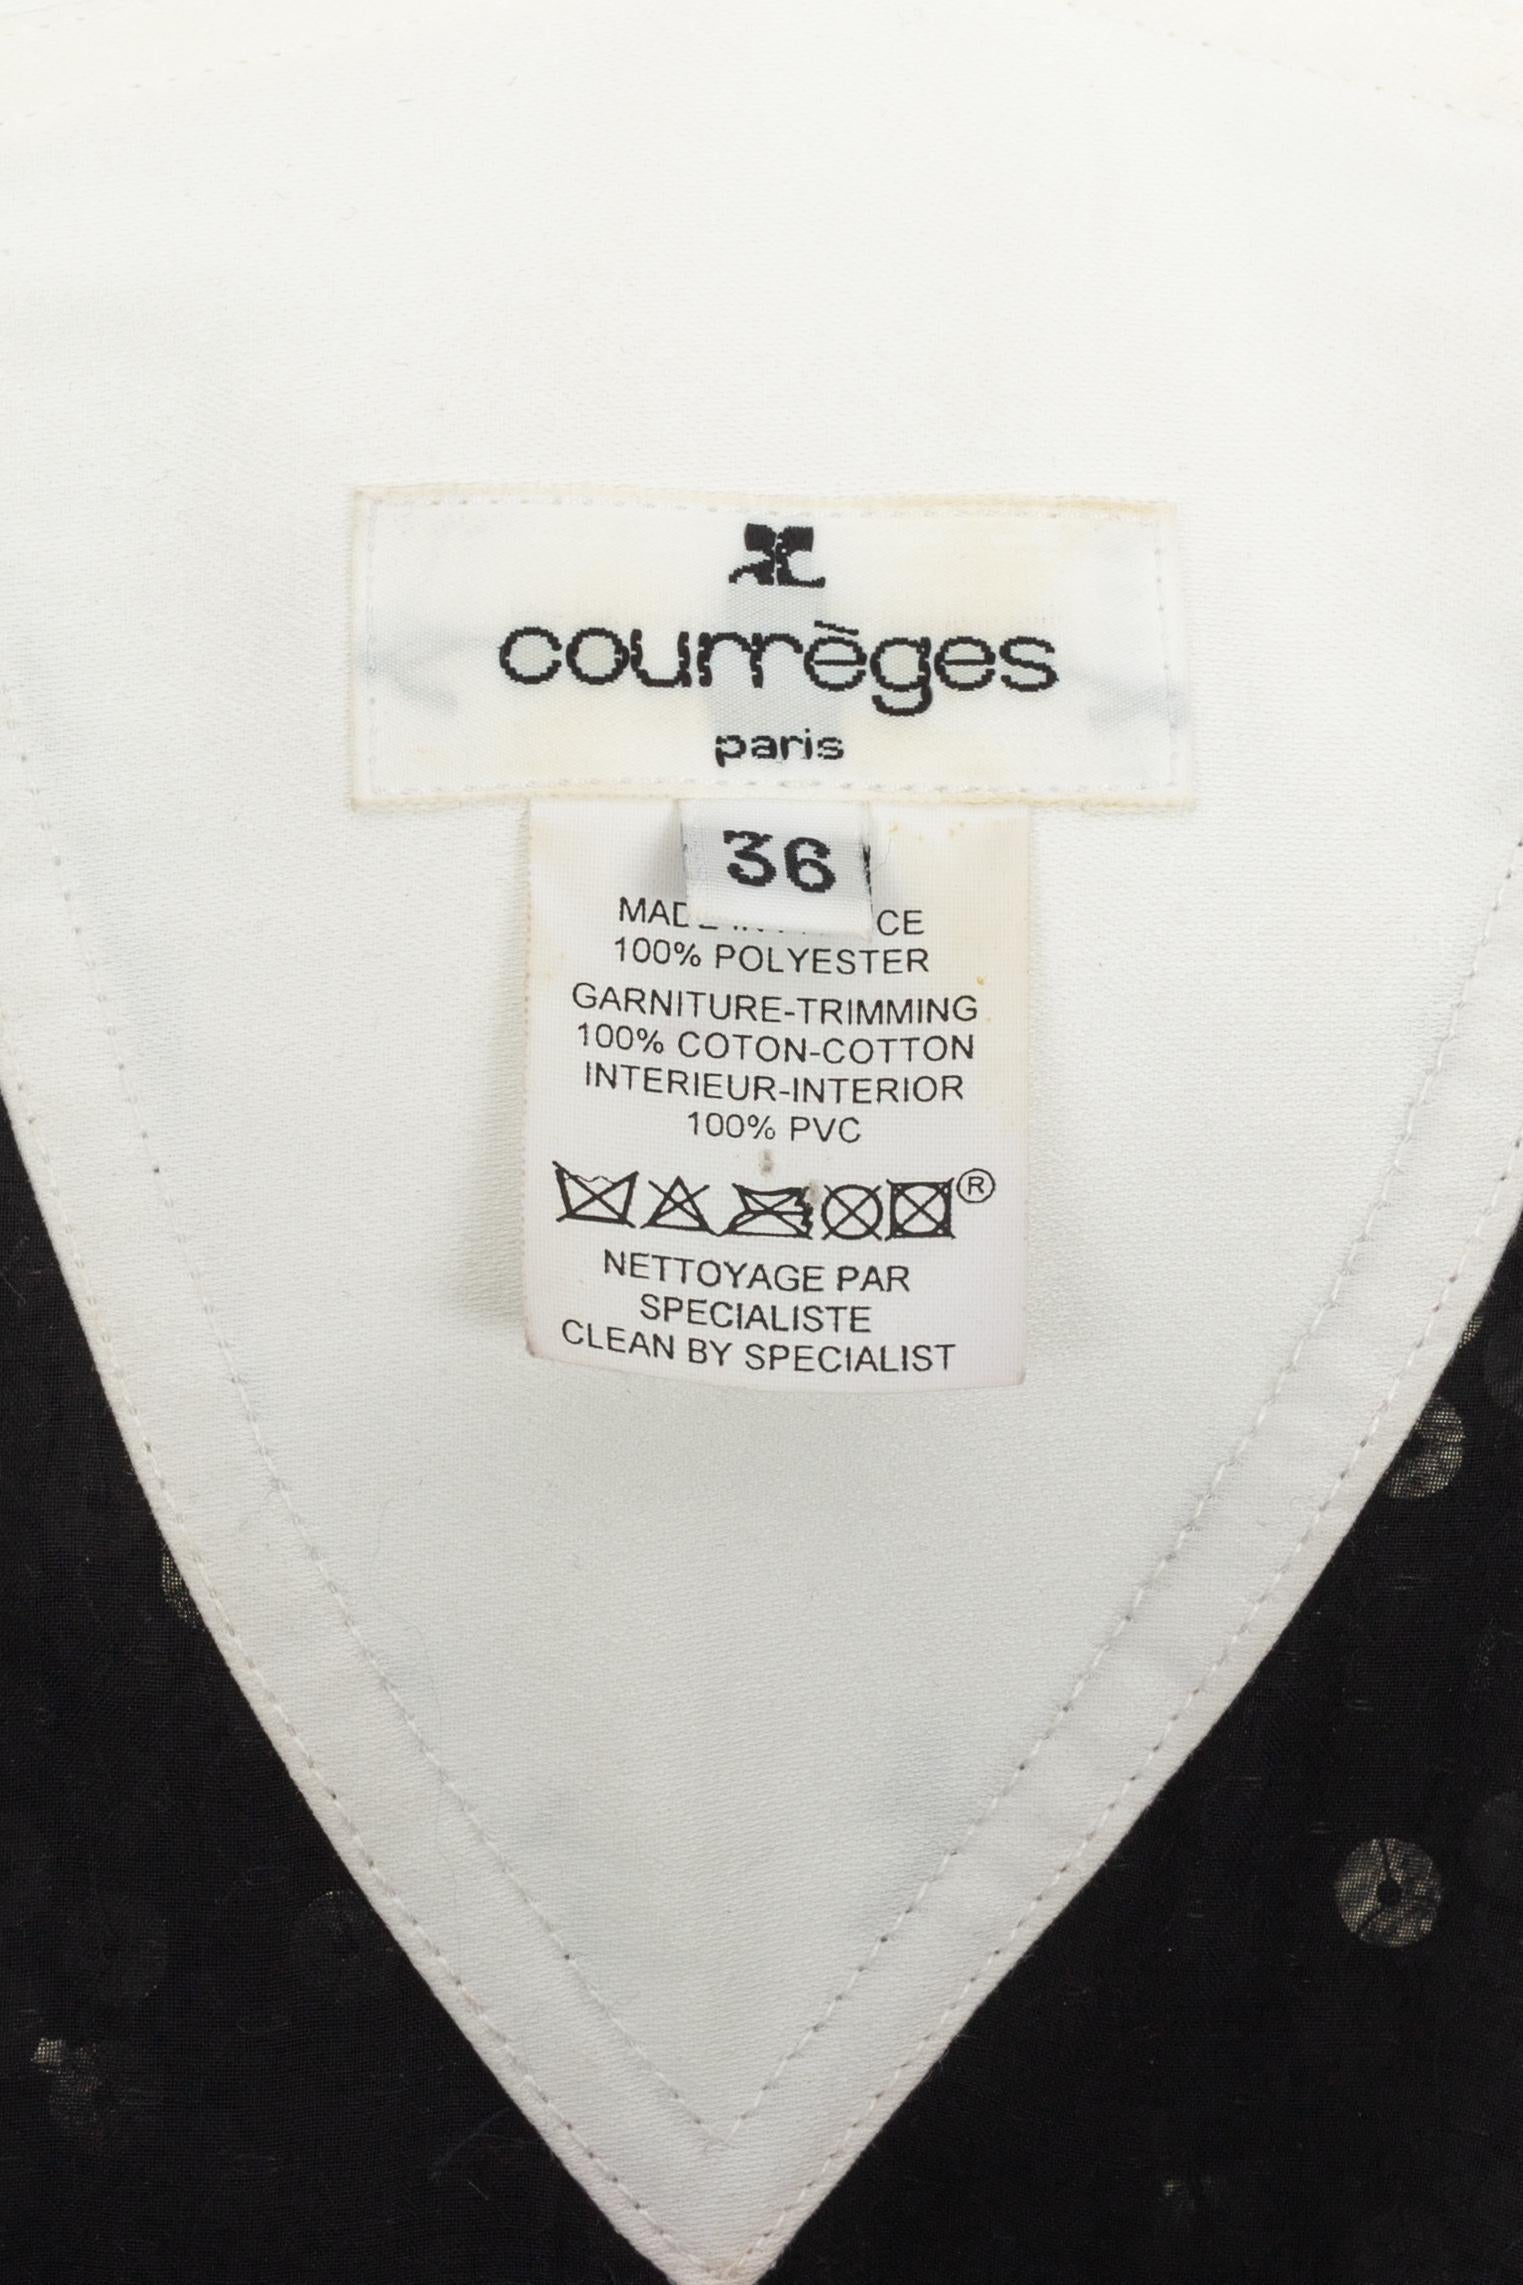 courrèges
paris
36
100% POLYESTER
GARNITURE-TRIMMING
100% COTON-COTTON
INTERIEUR-INTERIOR
100% PVC
®
NETTOYAGE PAR
SPECIALISTE
CLEAN BY SPECIALIST